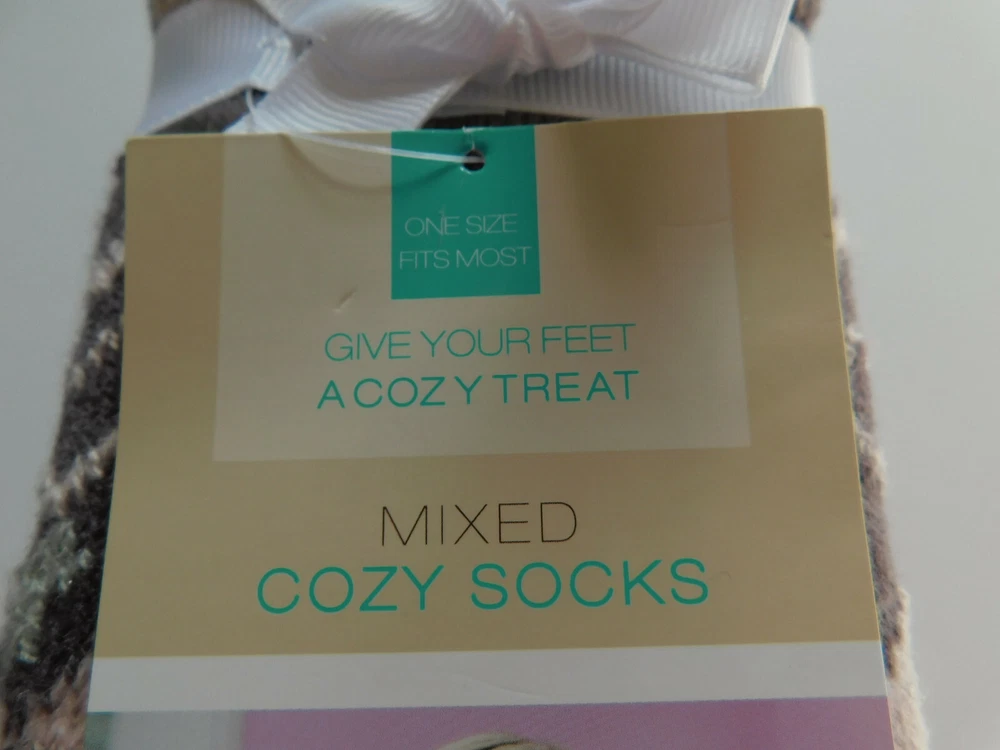 ONE SIZE
FITS MOST
GIVE YOUR FEET
A COZY TREAT
MIXED
COZY SOCKS